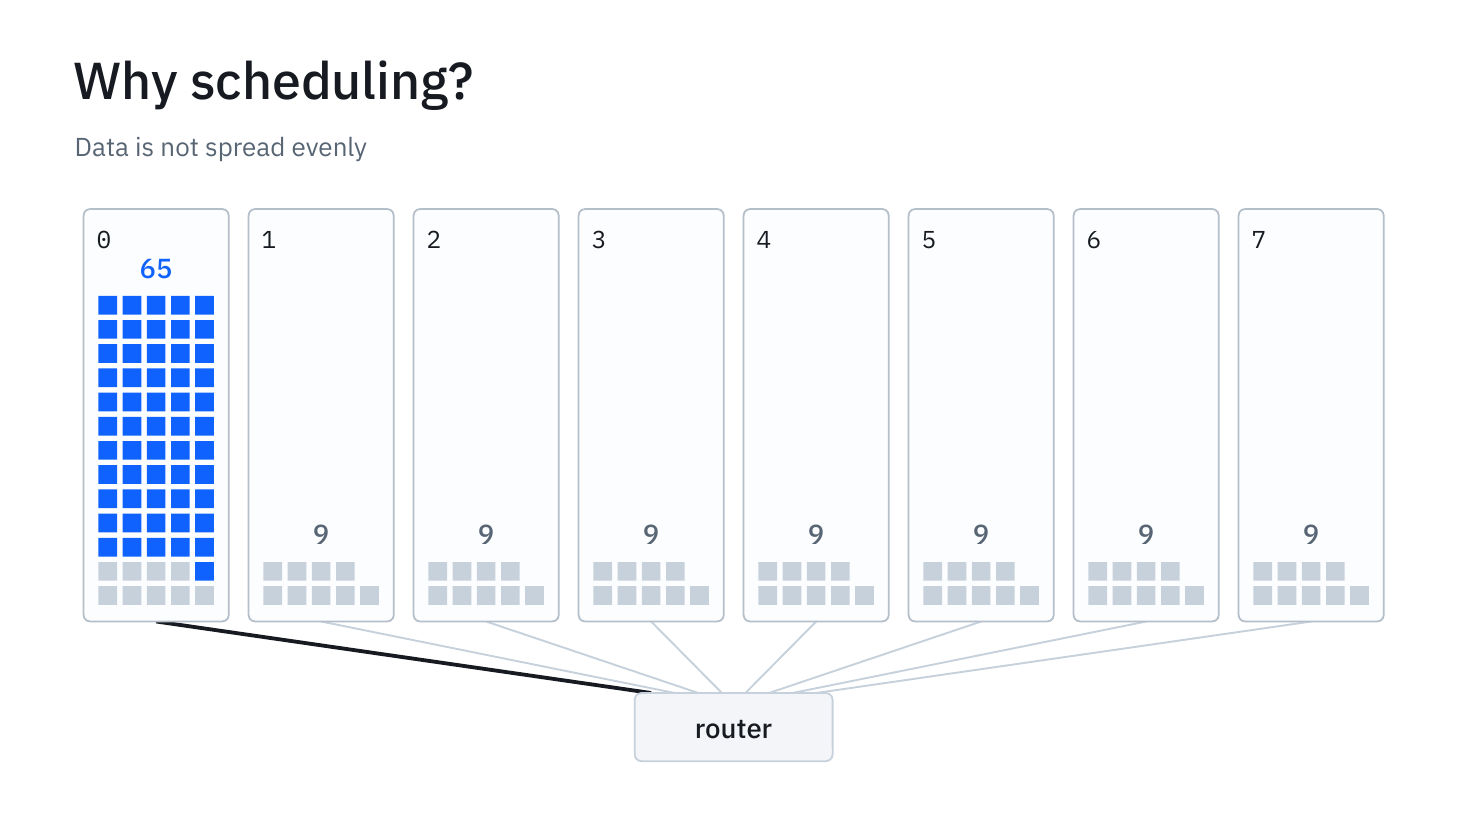 Why scheduling?
Data is not spread evenly
0 1 2 3 4 5 6 7
65
9 9 9 9 9 9 9
router